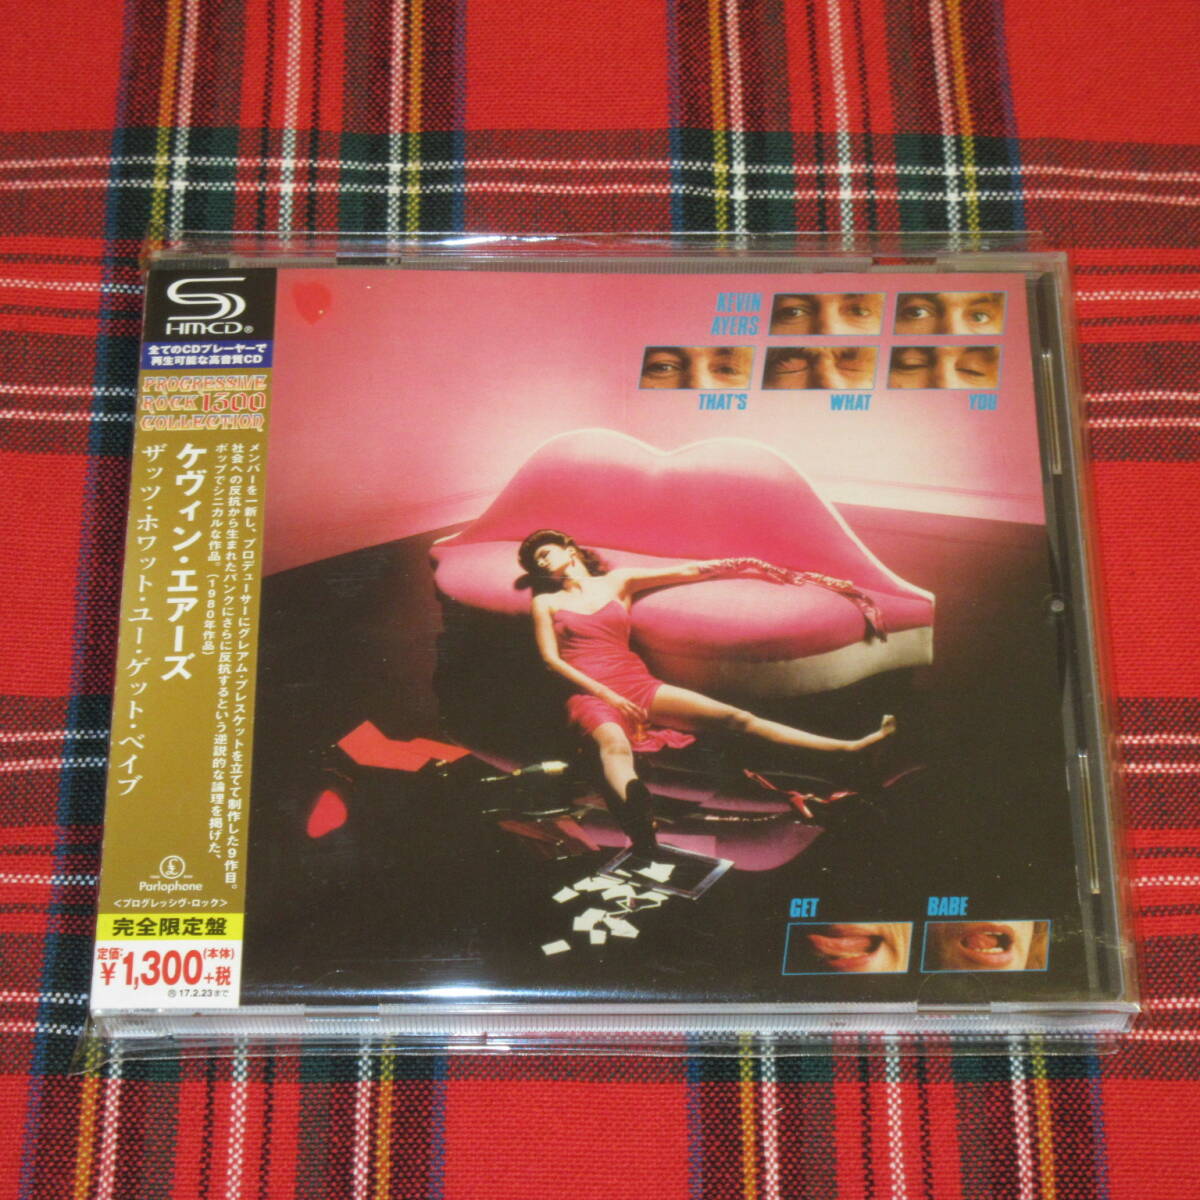 SHM-CD®
全てのCDプレーヤーで
再生可能な高音質CD
PROGRESSIVE
ROCK 1300
COLLECTION
メンバーを一新し、プロデューサーにグレアム・プレスケットを立てて制作した9作目。
社会への反抗から生まれたパンクにさらに反抗するという逆説的な論理を掲げた、
ポップでシニカルな作品。(1980年作品)
ケヴィン・エアーズ
ザッツ・ホワット・ユー・ゲット・ベイブ
£
Parlophone
<プログレッシヴ・ロック>
完全限定盤
定価:¥1,300(本体)+税
17.2.23まで
KEVIN
AYERS
THAT'S WHAT YOU
GET BABE